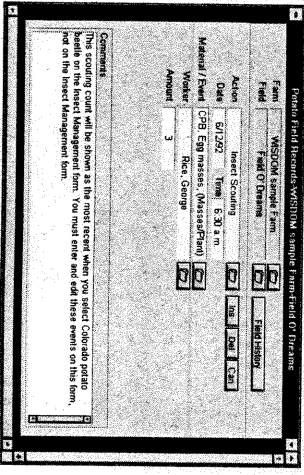 Potato Field Records-WISDOM sample Farm-Field O' Dreams
Farm WISDOM sample Farm
Field Field O' Dreams Field History
Action Insect Scouting Ins Del Can
Date 6/12/92 Time 6:30 a.m.
Material / Event CPB, Egg masses, (Masses/Plant)
Worker Rice, George
Amount 3
Comments
This scouting count will be shown as the most recent when you select Colorado potato
beetle on the Insect Management form. You must enter and edit these events on this form,
not on the Insect Management form.